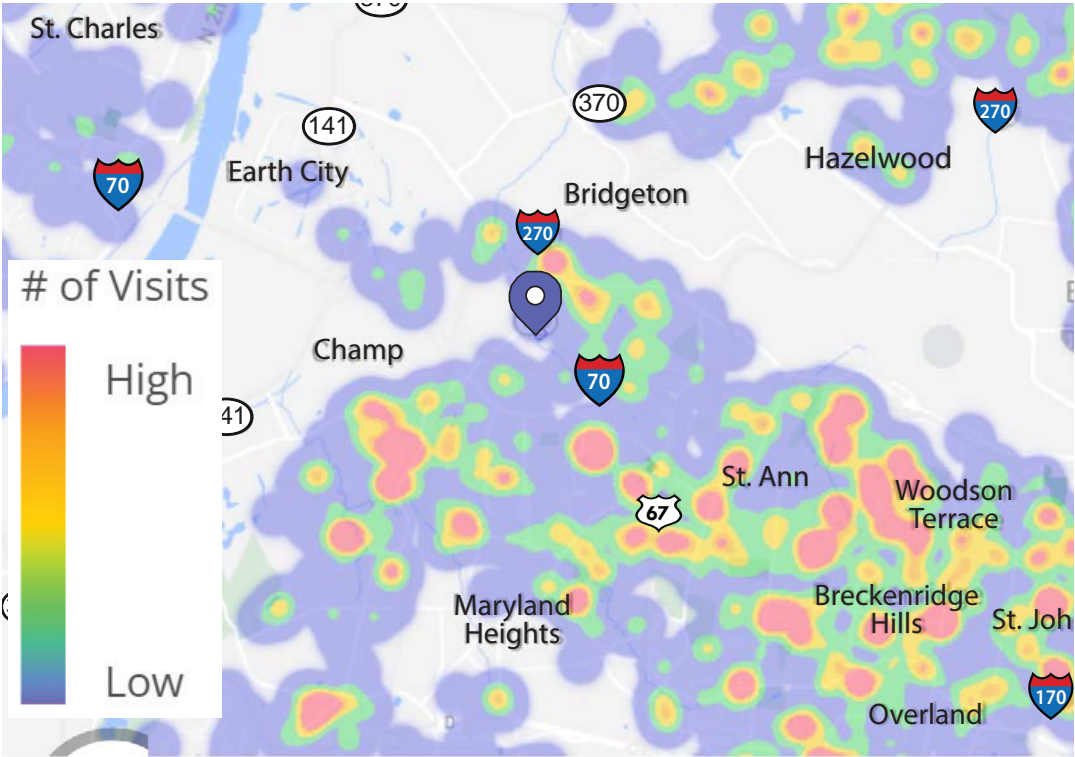 St. Charles
370
141
270
Hazelwood
70
Earth City
Bridgeton
270
# of Visits
High
Low
Champ
70
41
St. Ann
67
Woodson
Terrace
Maryland
Heights
Breckenridge
Hills
St. Joh
170
Overland